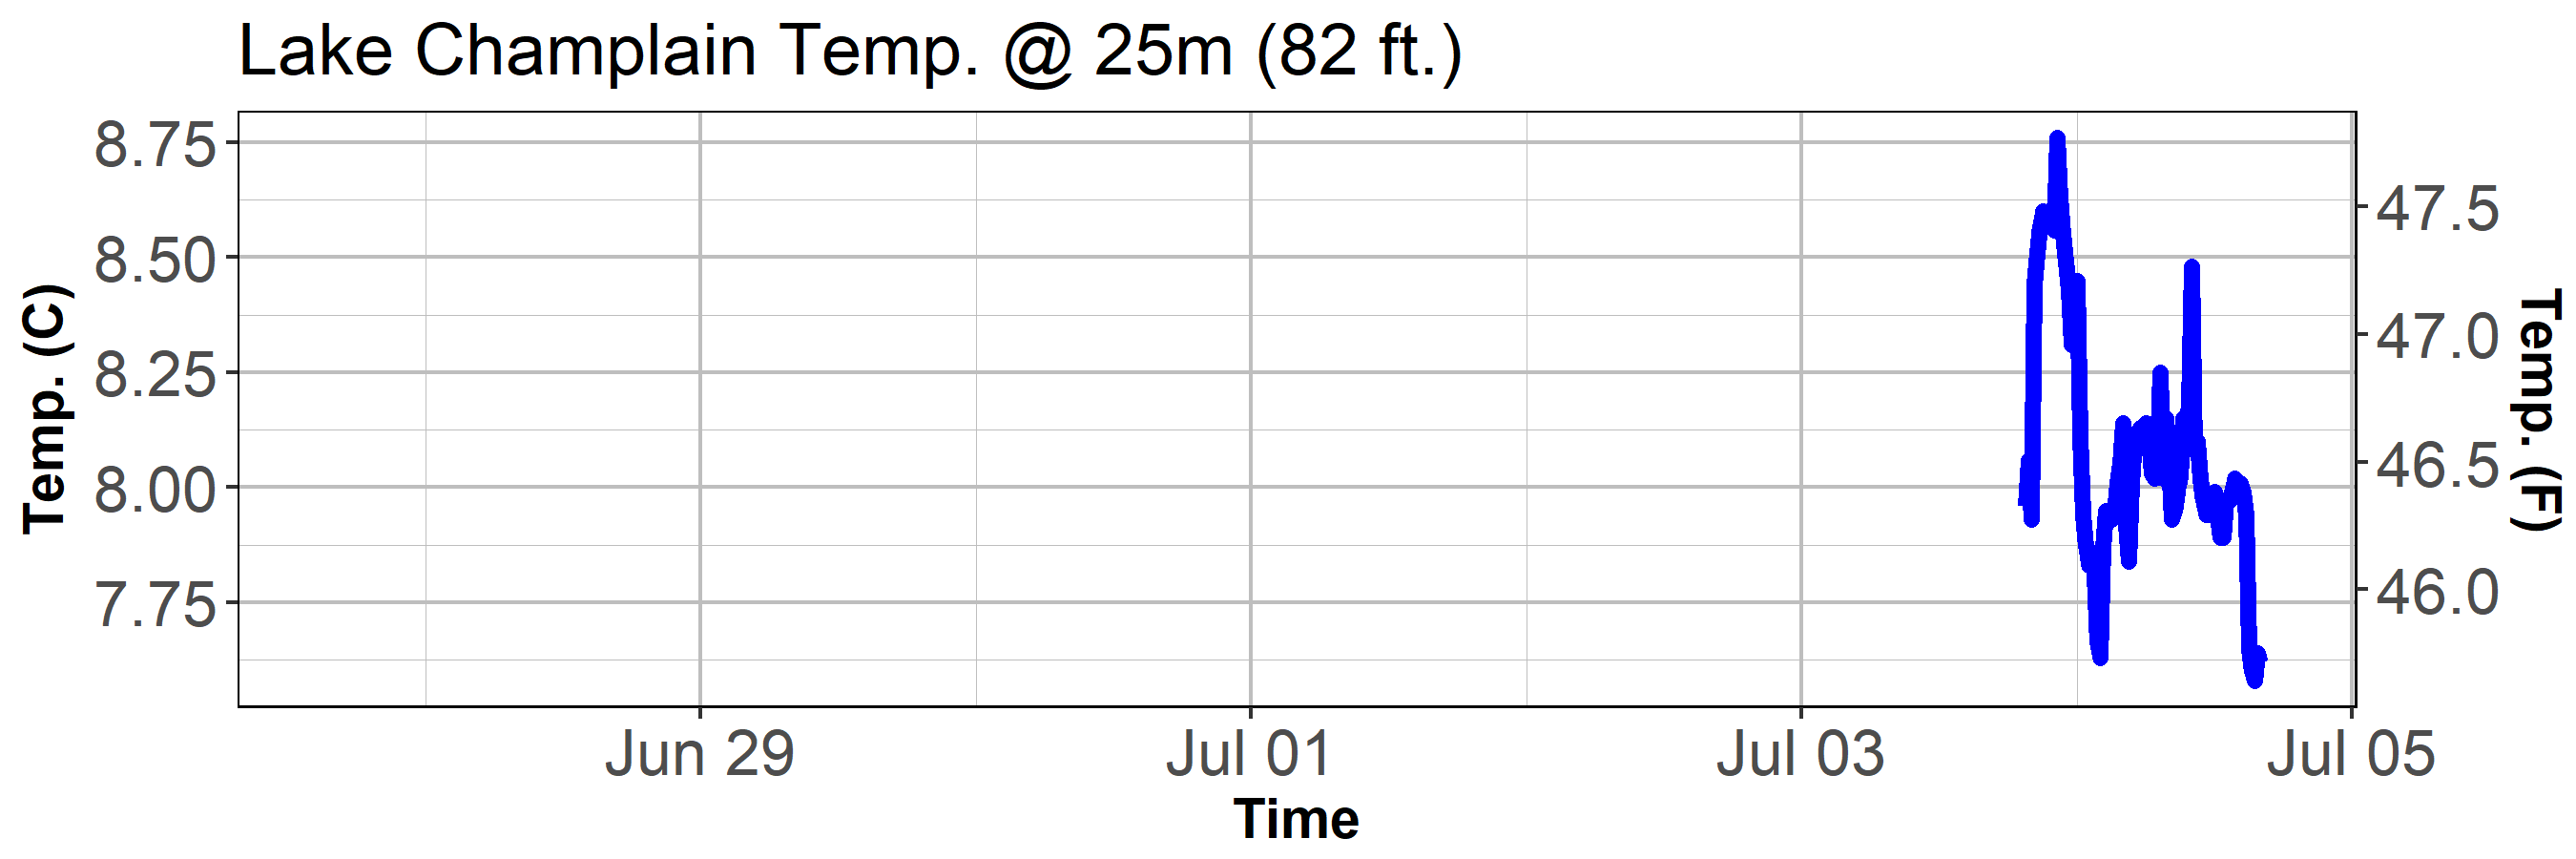 Lake Champlain Temp. @ 25m (82 ft.)
Temp. (C)
8.75
8.50
8.25
8.00
7.75
47.5
47.0
46.5
46.0
Temp. (F)
Jun 29 Jul 01 Jul 03 Jul 05
Time